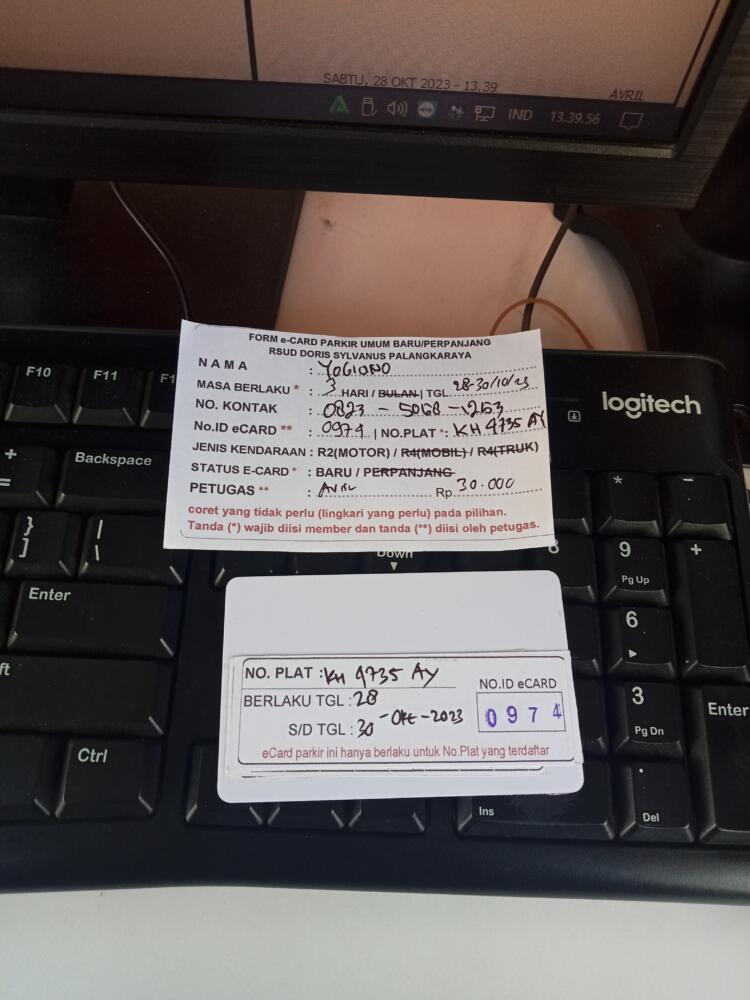 SABTU, 28 OKT 2023 - 13.39
AVRIL
IND 13.39.56
FORM e-CARD PARKIR UMUM BARU/PERPANJANG
RSUD DORIS SYLVANUS PALANGKARAYA
NAMA : YOGIONO
MASA BERLAKU * : 3 HARI / BULAN | TGL 28-30/10/23
NO. KONTAK : 0823 - 5068 - 1253
No.ID eCARD ** : 0974 | NO.PLAT * : KH 4735 AY
JENIS KENDARAAN : R2(MOTOR) / R4(MOBIL) / R4(TRUK)
STATUS E-CARD * : BARU / PERPANJANG
PETUGAS ** : Avril Rp. 30.000
coret yang tidak perlu (lingkari yang perlu) pada pilihan.
Tanda (*) wajib diisi member dan tanda (**) diisi oleh petugas.
NO. PLAT : KH 4735 AY
NO.ID eCARD
BERLAKU TGL : 28
0974
S/D TGL : 30 - Okt - 2023
eCard parkir ini hanya berlaku untuk No.Plat yang terdaftar
logitech
F10
F11
F1
+
=
Backspace
}
]
|
\
Enter
ft
Ctrl
Down
*
-
8
9
Pg Up
+
6
3
Pg Dn
Enter
Ins
.
Del